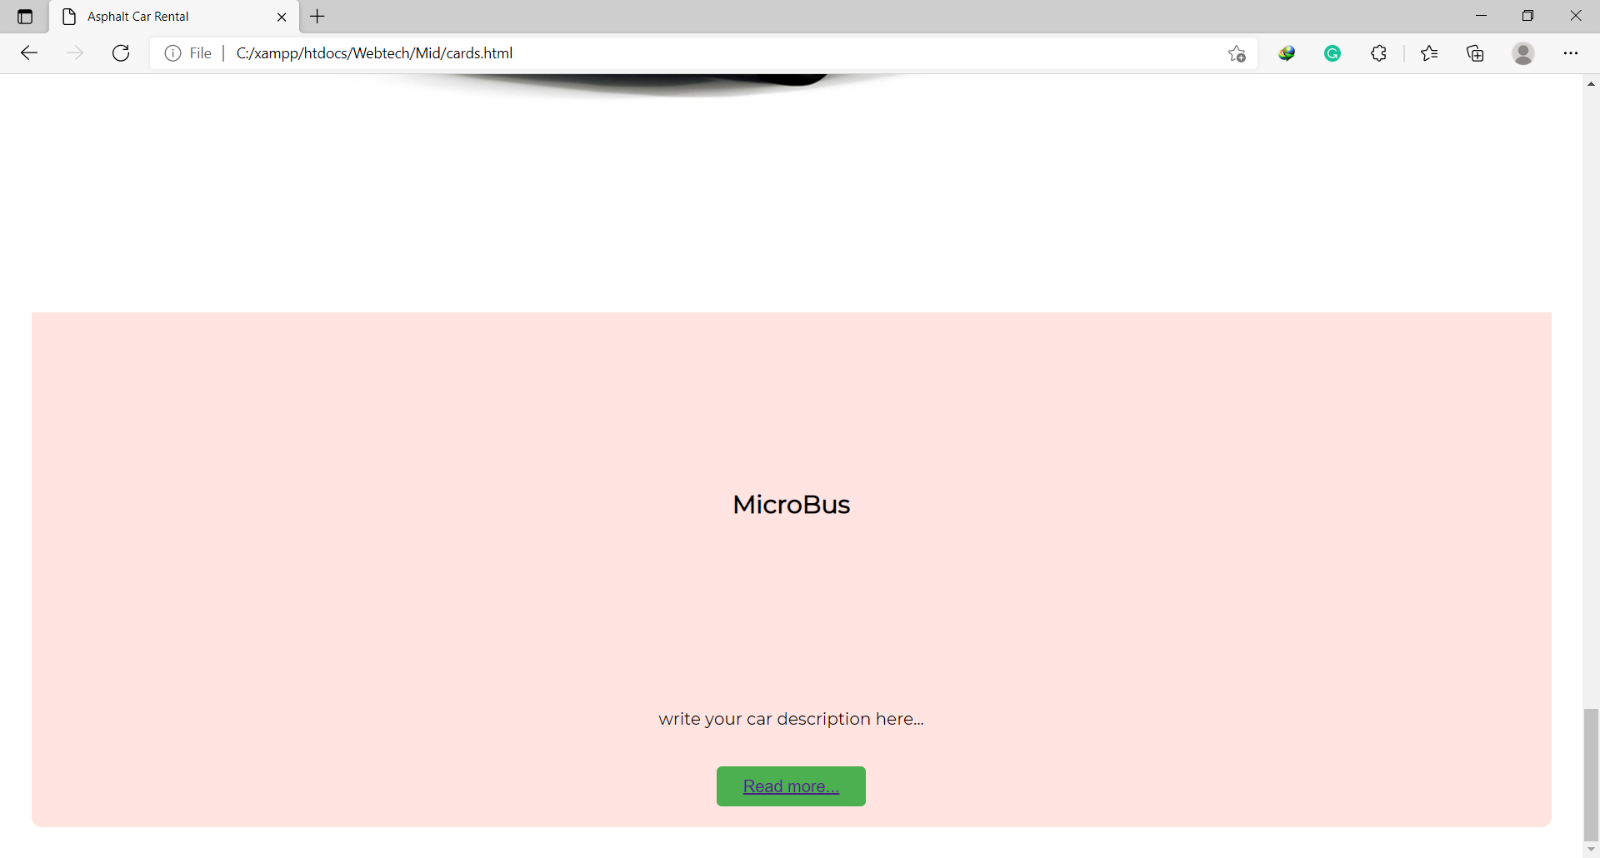 Asphalt Car Rental
File | C:/xampp/htdocs/Webtech/Mid/cards.html
MicroBus
write your car description here...
Read more...